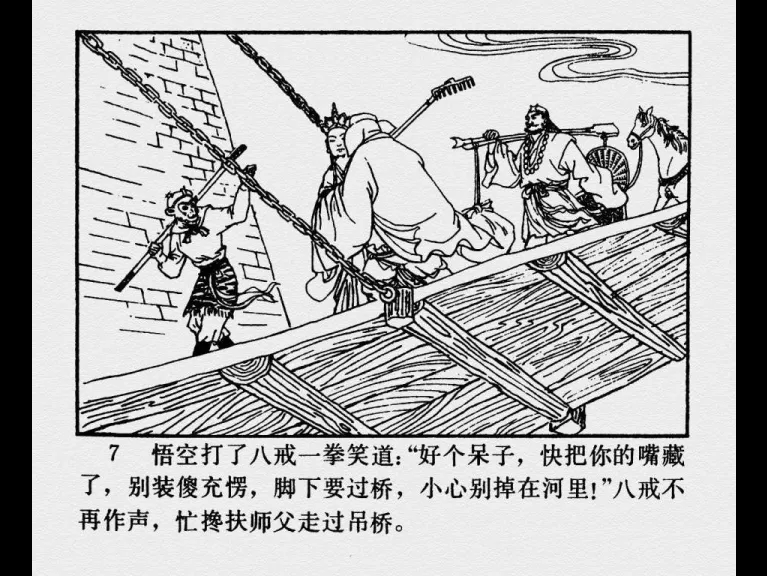 7 悟空打了八戒一拳笑道：“好个呆子，快把你的嘴藏
了，别装傻充愣，脚下要过桥，小心别掉在河里！”八戒不
再作声，忙搀扶师父走过吊桥。